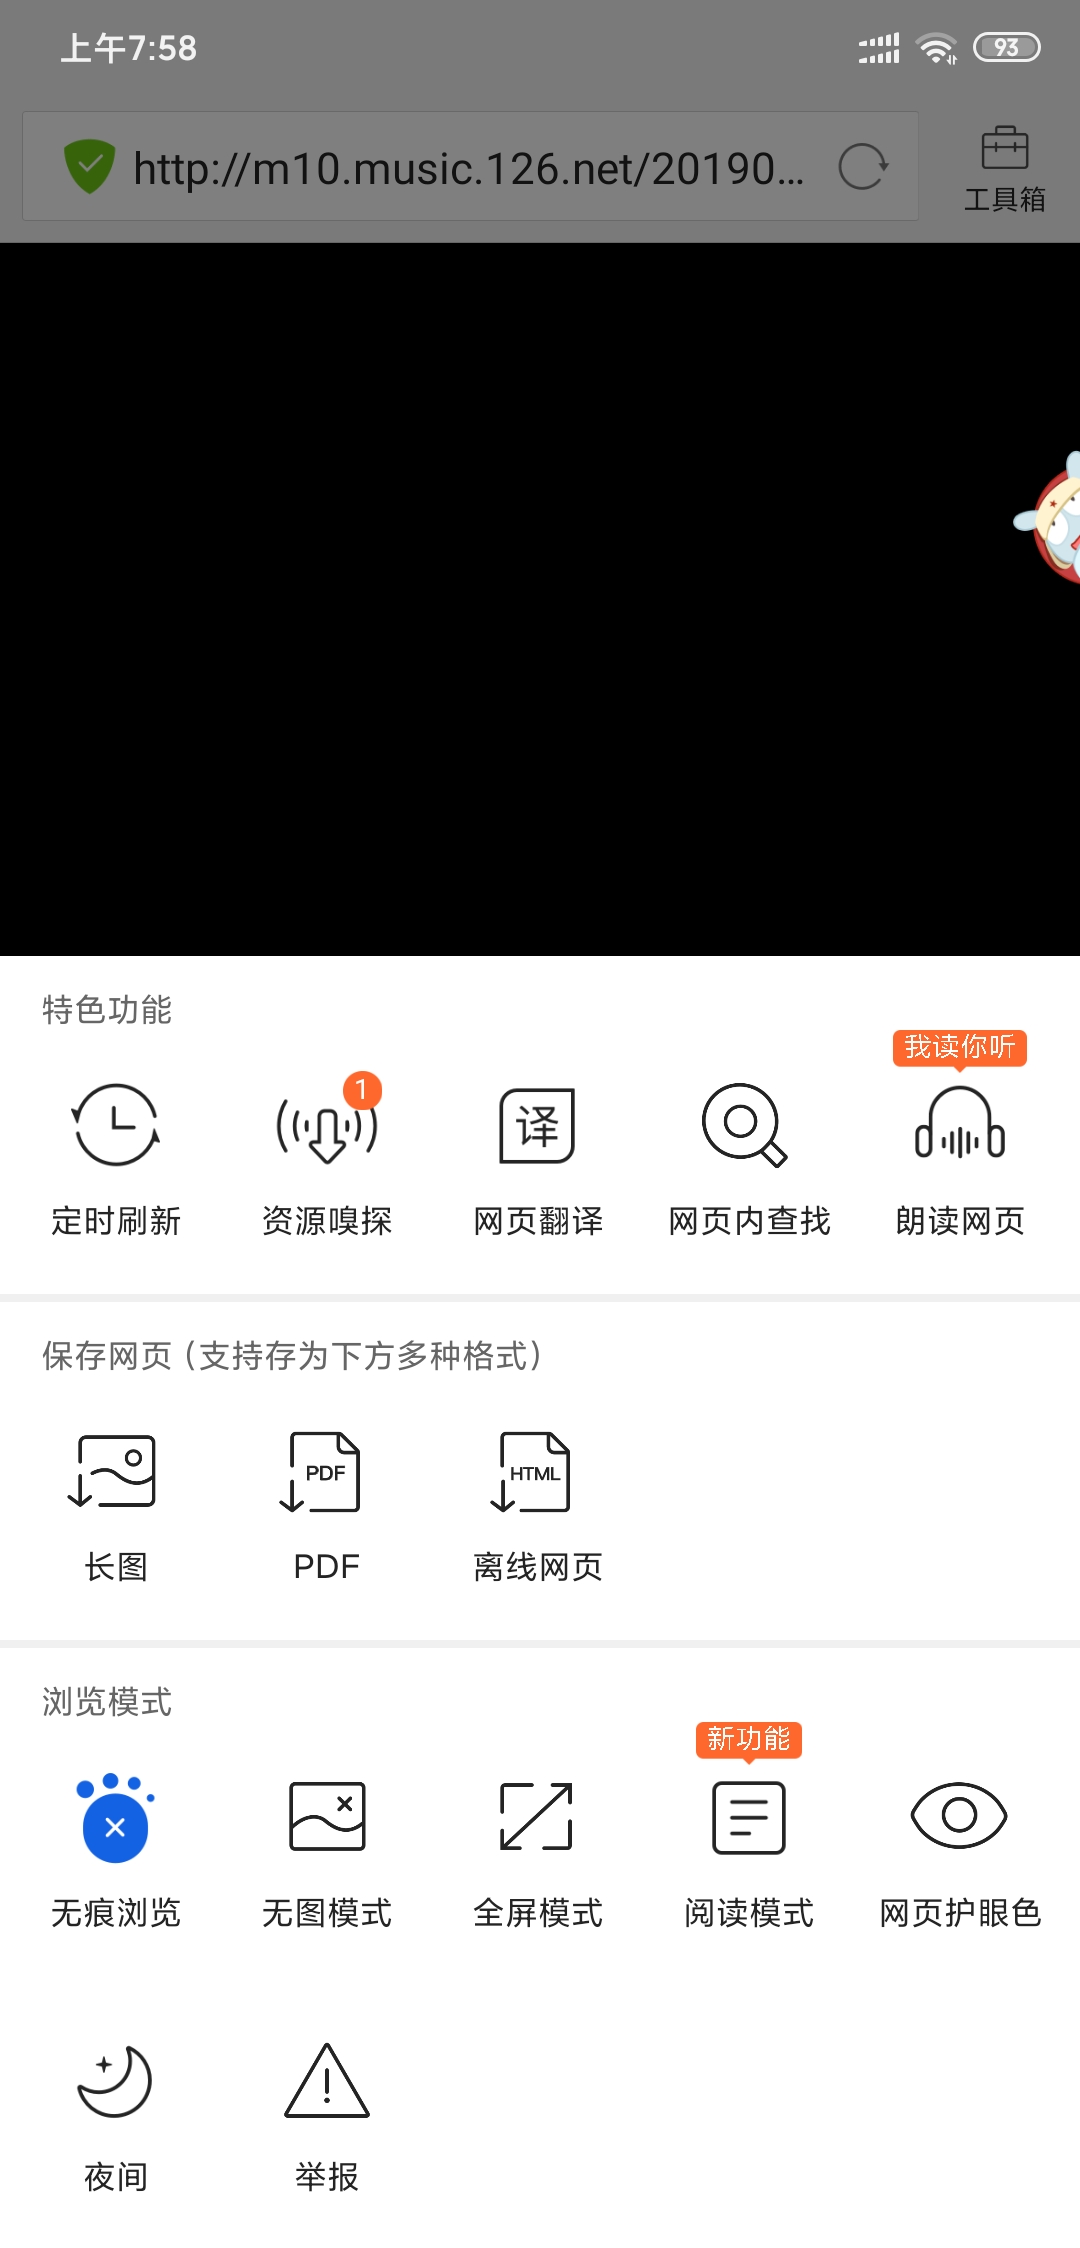 上午7:58
93
http://m10.music.126.net/20190...
工具箱
特色功能
我读你听
1
译
定时刷新
资源嗅探
网页翻译
网页内查找
朗读网页
保存网页 (支持存为下方多种格式)
PDF
HTML
长图
PDF
离线网页
浏览模式
新功能
无痕浏览
无图模式
全屏模式
阅读模式
网页护眼色
夜间
举报